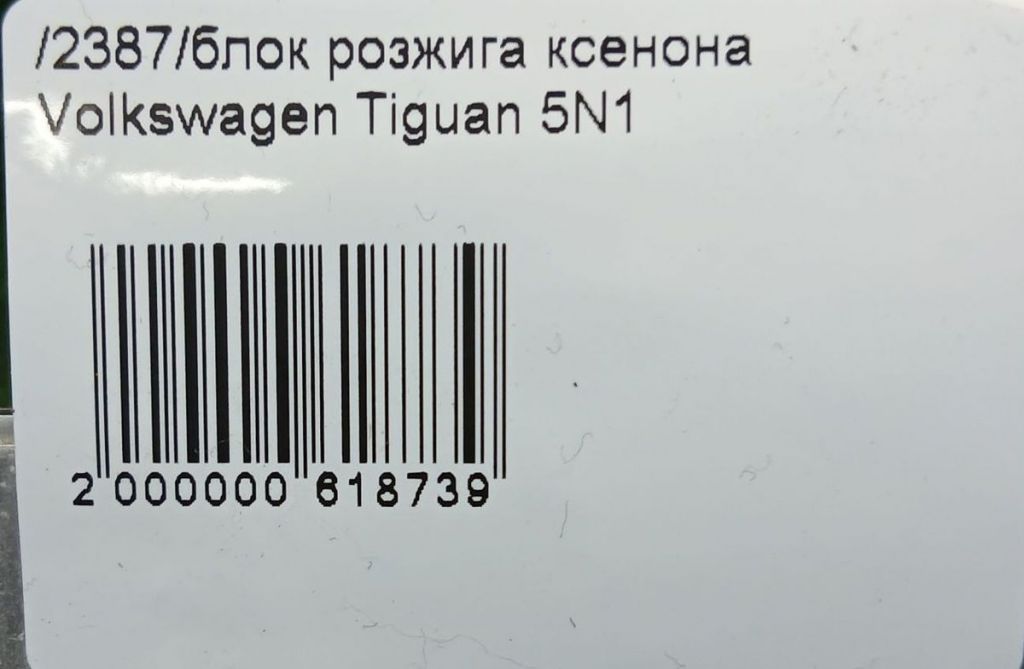 /2387/блок розжига ксенона
Volkswagen Tiguan 5N1
2 000000 618739